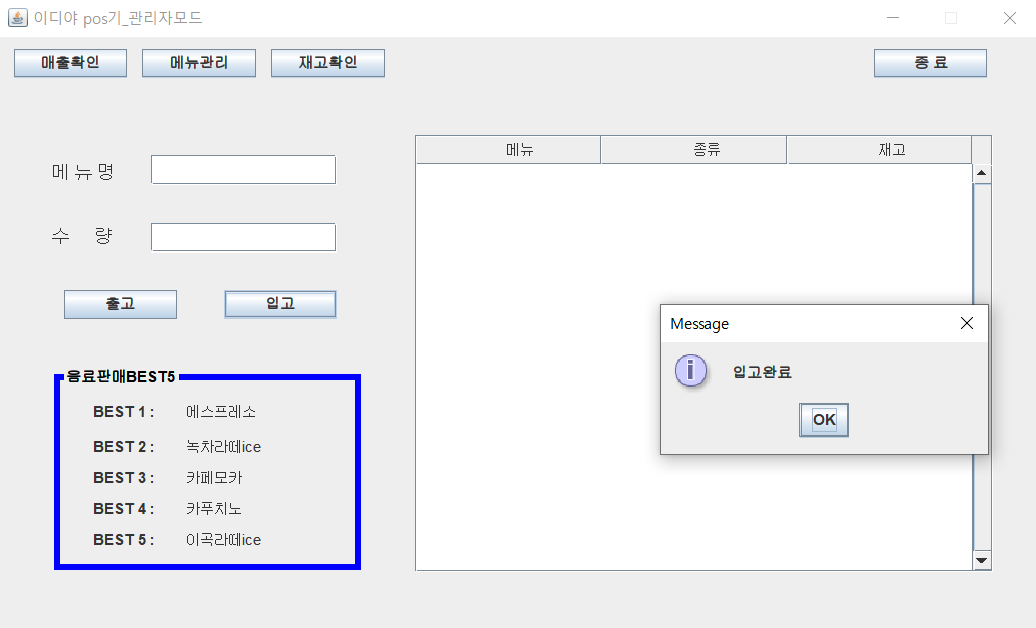 이디야 pos기_관리자모드
매출확인 메뉴관리 재고확인 종 료
메뉴 종류 재고
메 뉴 명
수 량
출고 입고
음료판매BEST5
BEST 1 : 에스프레소
BEST 2 : 녹차라떼ice
BEST 3 : 카페모카
BEST 4 : 카푸치노
BEST 5 : 이곡라떼ice
Message
i 입고완료
OK